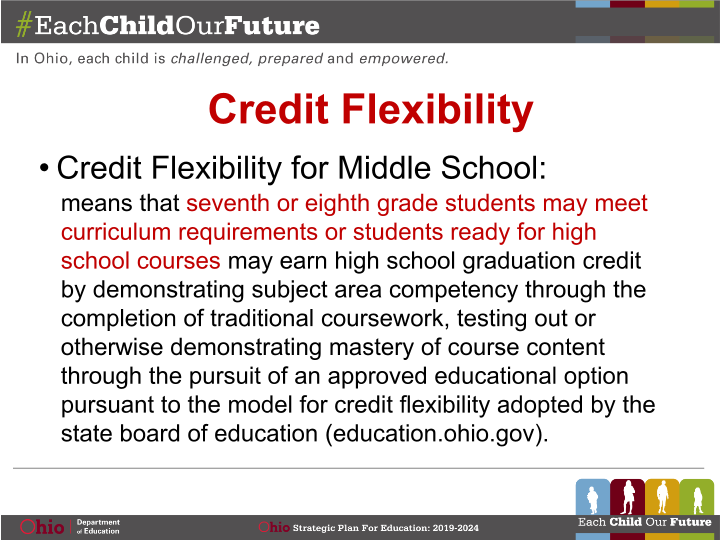 #EachChildOurFuture
In Ohio, each child is challenged, prepared and empowered.
Credit Flexibility
• Credit Flexibility for Middle School:
means that seventh or eighth grade students may meet
curriculum requirements or students ready for high
school courses may earn high school graduation credit
by demonstrating subject area competency through the
completion of traditional coursework, testing out or
otherwise demonstrating mastery of course content
through the pursuit of an approved educational option
pursuant to the model for credit flexibility adopted by the
state board of education (education.ohio.gov).
Ohio | Department of Education
Ohio Strategic Plan For Education: 2019-2024
Each Child Our Future